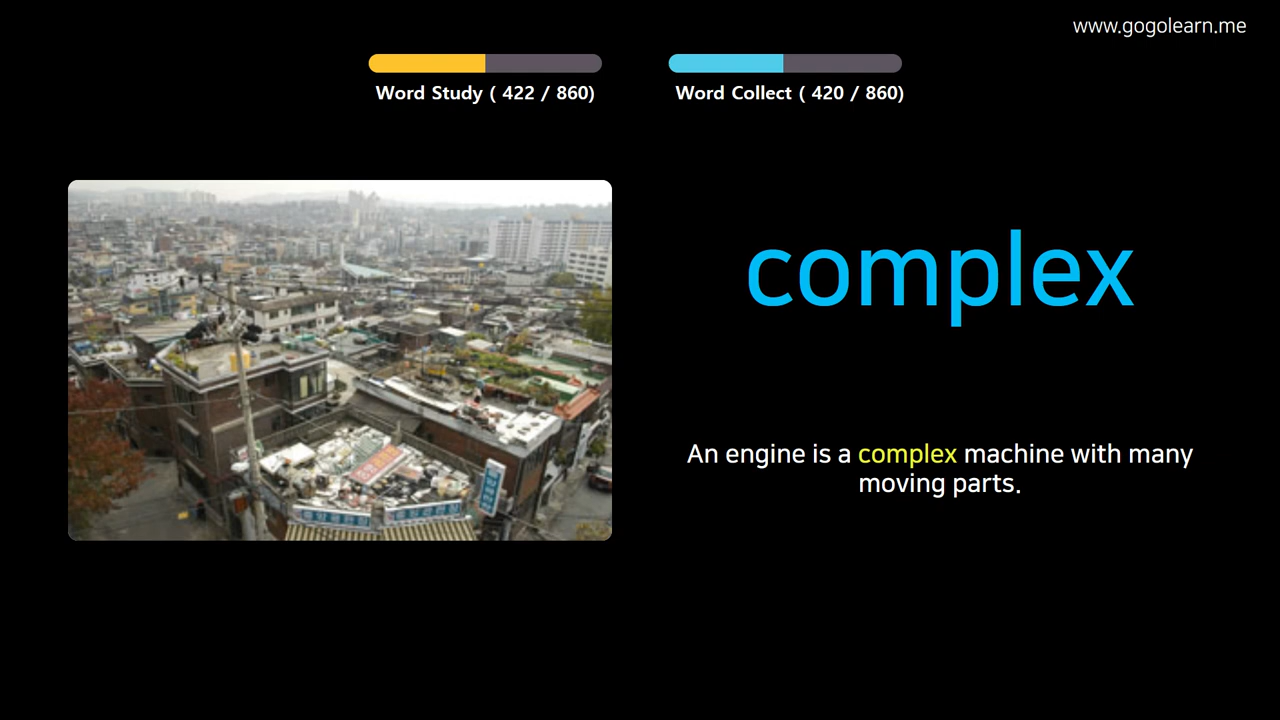 www.gogolearn.me
Word Study ( 422 / 860)
Word Collect ( 420 / 860)
complex
An engine is a complex machine with many
moving parts.